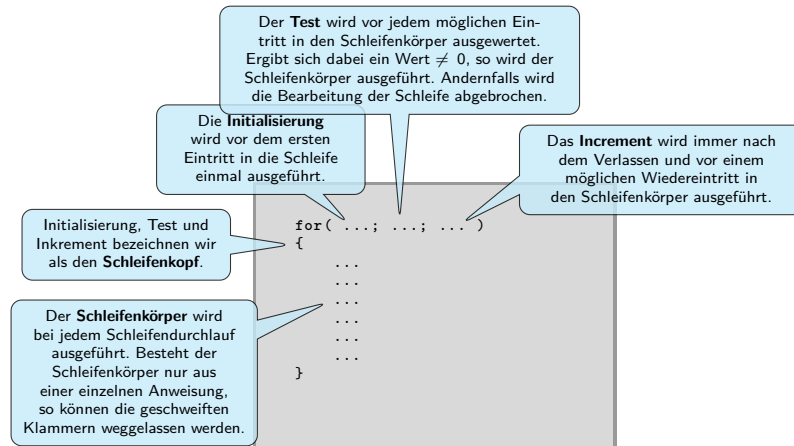 Der Test wird vor jedem möglichen Ein-
tritt in den Schleifenkörper ausgewertet.
Ergibt sich dabei ein Wert ≠ 0, so wird der
Schleifenkörper ausgeführt. Andernfalls wird
die Bearbeitung der Schleife abgebrochen.
Die Initialisierung
wird vor dem ersten
Eintritt in die Schleife
einmal ausgeführt.
Das Increment wird immer nach
dem Verlassen und vor einem
möglichen Wiedereintritt in
den Schleifenkörper ausgeführt.
Initialisierung, Test und
Inkrement bezeichnen wir
als den Schleifenkopf.
for( ...; ...; ... )
{
...
...
...
...
...
}
Der Schleifenkörper wird
bei jedem Schleifendurchlauf
ausgeführt. Besteht der
Schleifenkörper nur aus
einer einzelnen Anweisung,
so können die geschweiften
Klammern weggelassen werden.